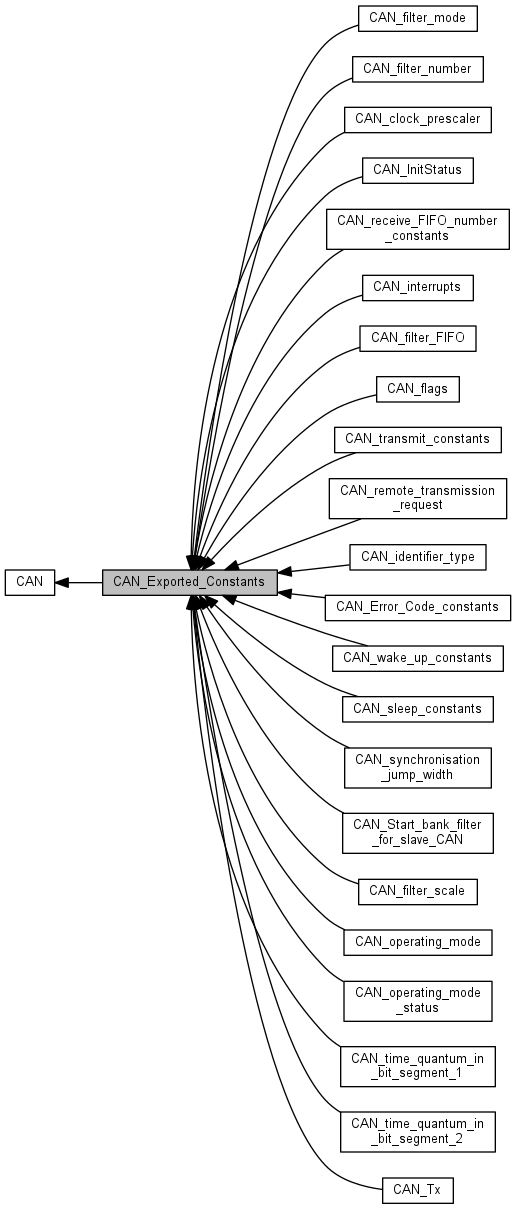 CAN_filter_mode
CAN_filter_number
CAN_clock_prescaler
CAN_InitStatus
CAN_receive_FIFO_number
_constants
CAN_interrupts
CAN_filter_FIFO
CAN_flags
CAN_transmit_constants
CAN_remote_transmission
_request
CAN_identifier_type
CAN
CAN_Exported_Constants
CAN_Error_Code_constants
CAN_wake_up_constants
CAN_sleep_constants
CAN_synchronisation
_jump_width
CAN_Start_bank_filter
_for_slave_CAN
CAN_filter_scale
CAN_operating_mode
CAN_operating_mode
_status
CAN_time_quantum_in
_bit_segment_1
CAN_time_quantum_in
_bit_segment_2
CAN_Tx